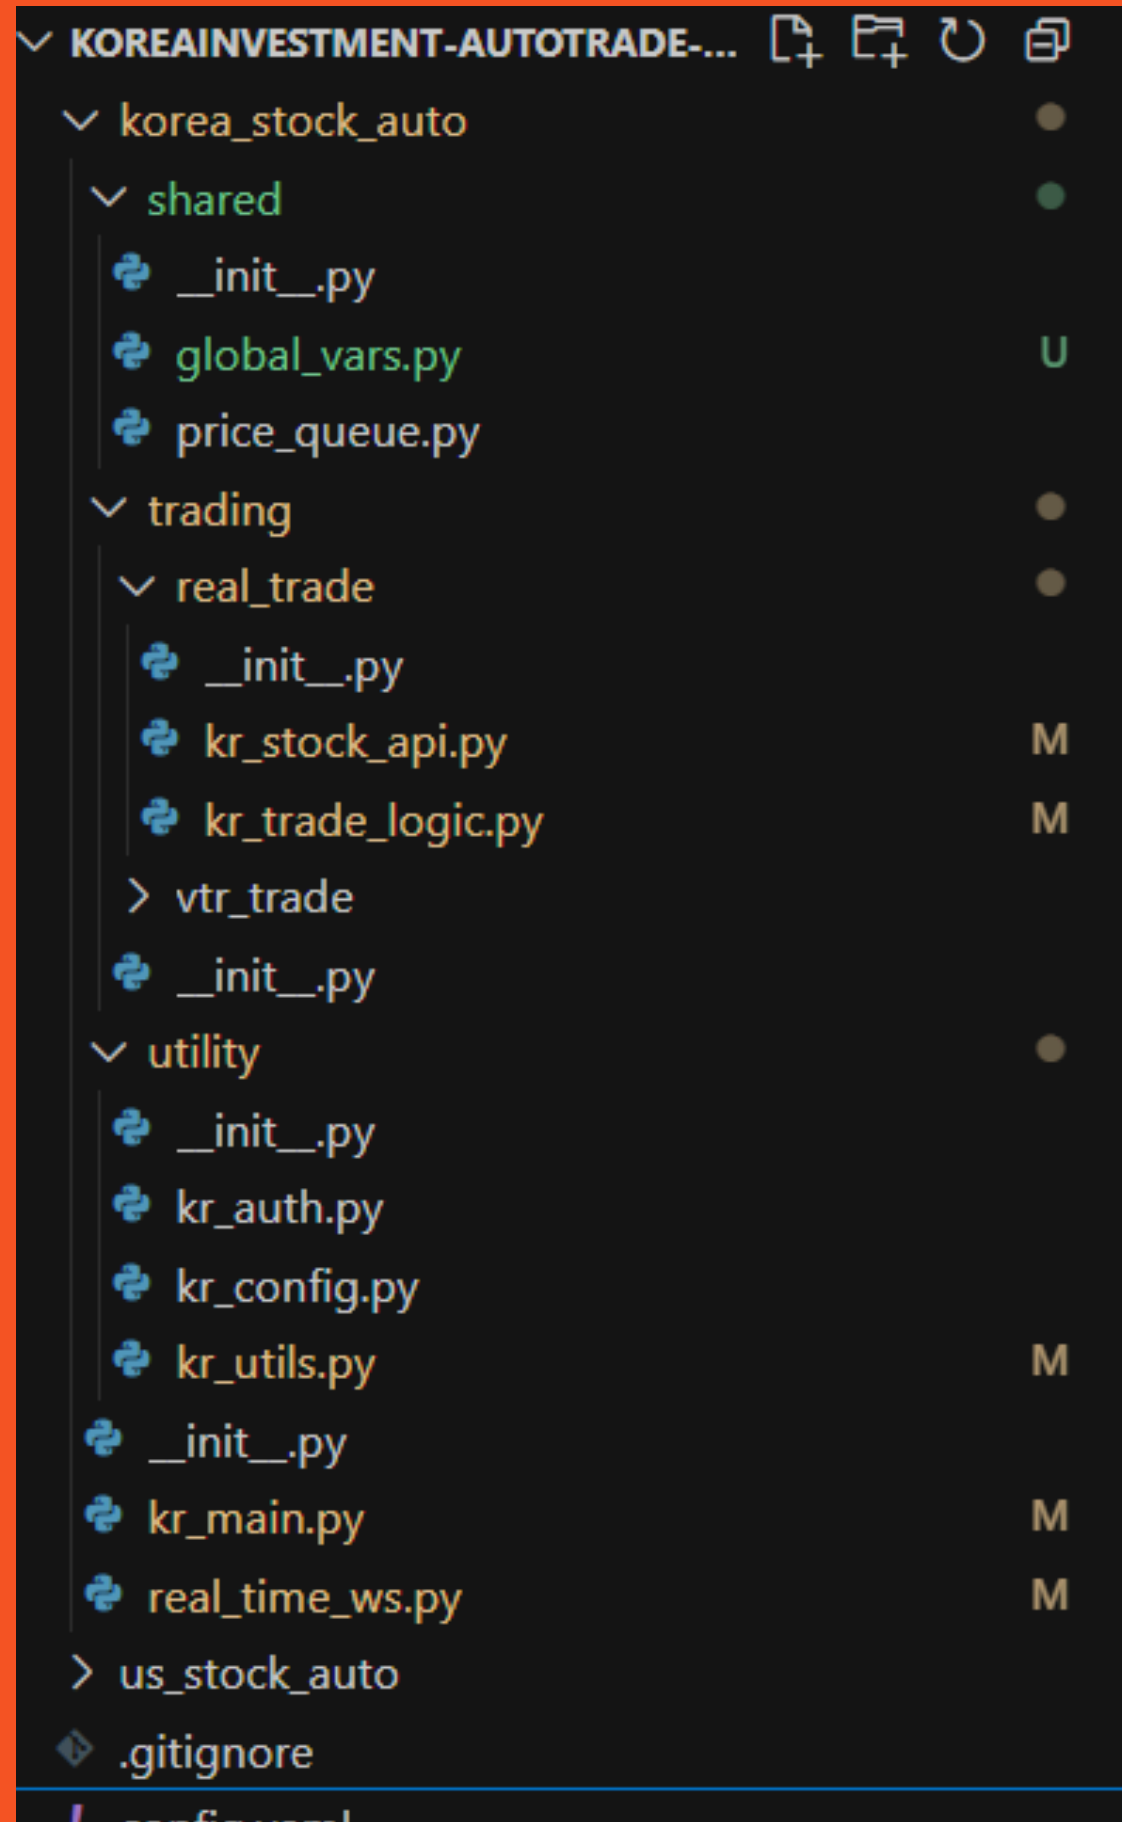 KOREAINVESTMENT-AUTOTRADE-...
korea_stock_auto
shared
__init__.py
global_vars.py U
price_queue.py
trading
real_trade
__init__.py
kr_stock_api.py M
kr_trade_logic.py M
vtr_trade
__init__.py
utility
__init__.py
kr_auth.py
kr_config.py
kr_utils.py M
__init__.py
kr_main.py M
real_time_ws.py M
us_stock_auto
.gitignore